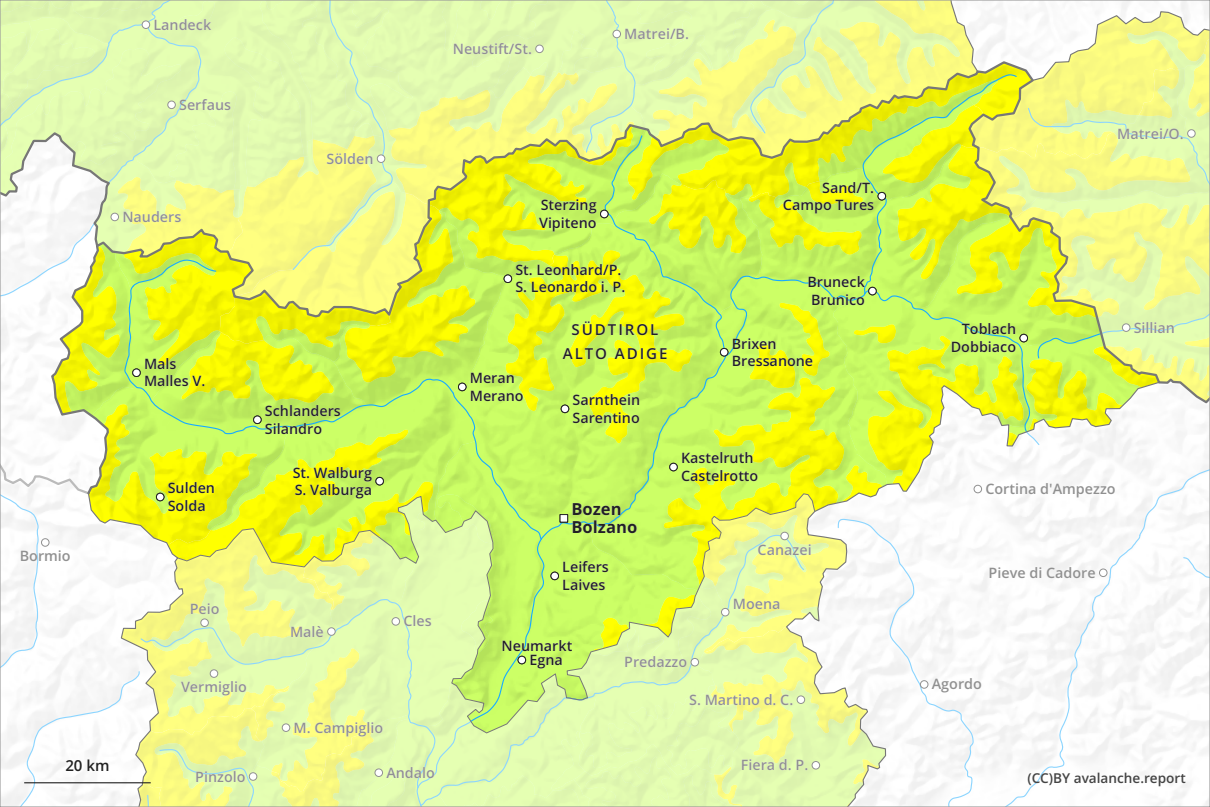 Landeck
Matrei/B.
Neustift/St.
Serfaus
Matrei/O.
Sölden
Sand/T.
Campo Tures
Sterzing
Vipiteno
Nauders
St. Leonhard/P.
S. Leonardo i. P.
Bruneck
Brunico
SÜDTIROL
ALTO ADIGE
Toblach
Dobbiaco
Sillian
Brixen
Bressanone
Mals
Malles V.
Meran
Merano
Sarnthein
Sarentino
Schlanders
Silandro
Kastelruth
Castelrotto
St. Walburg
S. Valburga
Sulden
Solda
Cortina d'Ampezzo
Bozen
Bolzano
Bormio
Canazei
Leifers
Laives
Pieve di Cadore
Peio
Moena
Cles
Malè
Neumarkt
Egna
Predazzo
Vermiglio
Agordo
S. Martino d. C.
M. Campiglio
20 km
Pinzolo
Andalo
Fiera d. P.
(CC)BY avalanche.report